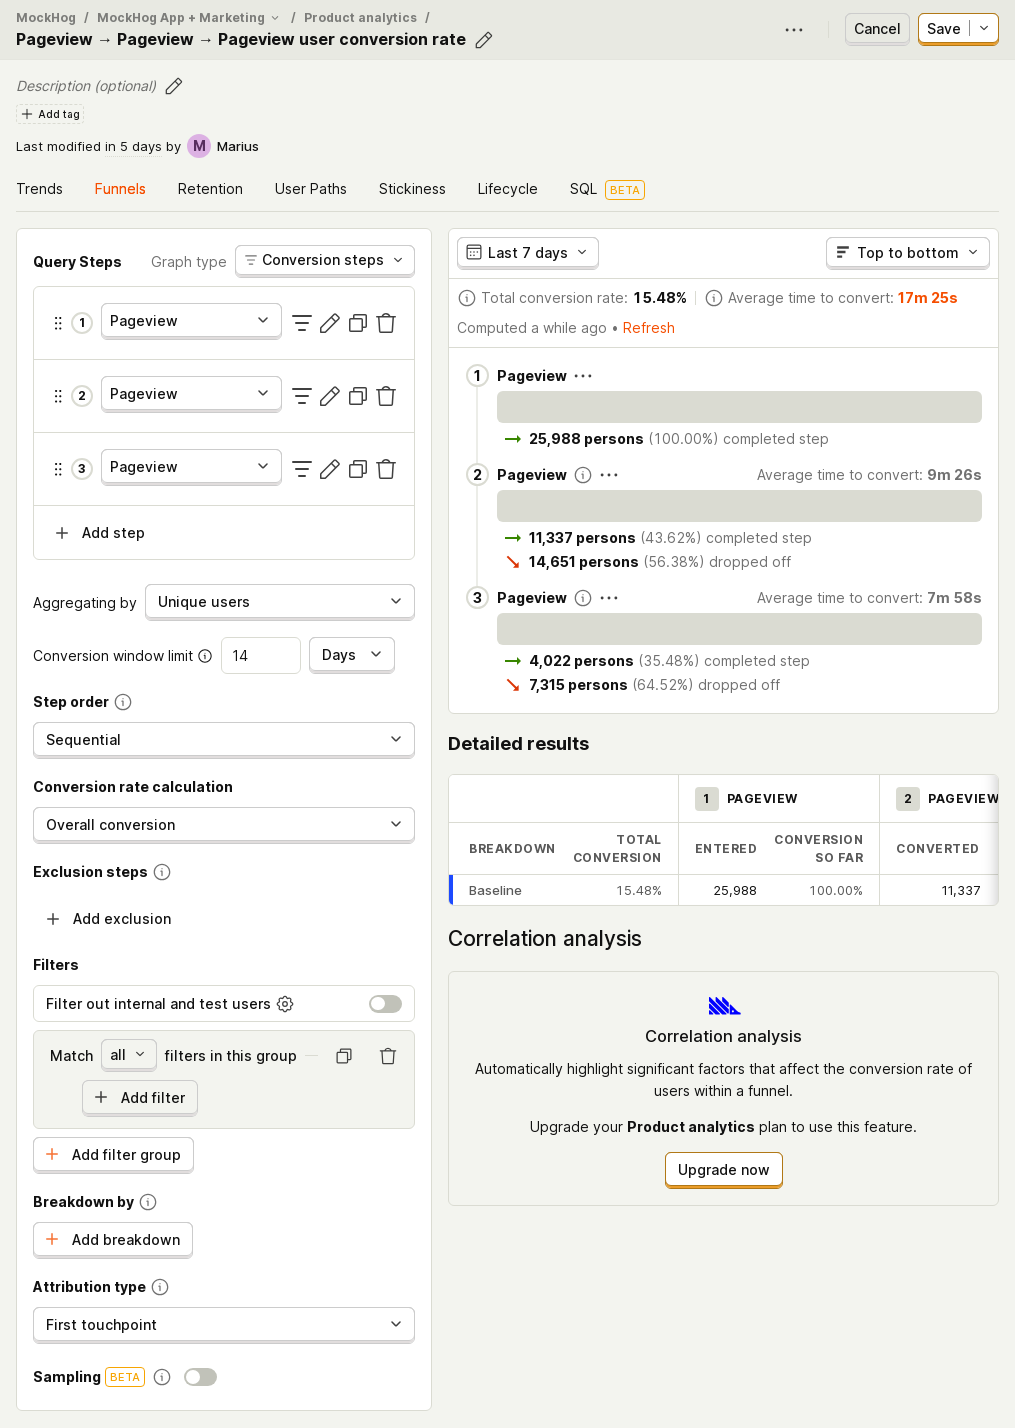 MockHog / MockHog App + Marketing / Product analytics /
Pageview → Pageview → Pageview user conversion rate
Cancel
Save
Description (optional)
Add tag
Last modified in 5 days by M Marius
Trends Funnels Retention User Paths Stickiness Lifecycle SQL BETA
Query Steps
Graph type
Conversion steps
1 Pageview
2 Pageview
3 Pageview
Add step
Aggregating by Unique users
Conversion window limit 14 Days
Step order
Sequential
Conversion rate calculation
Overall conversion
Exclusion steps
Add exclusion
Filters
Filter out internal and test users
Match all filters in this group
Add filter
Add filter group
Breakdown by
Add breakdown
Attribution type
First touchpoint
Sampling BETA
Last 7 days
Top to bottom
Total conversion rate: 15.48%
Average time to convert: 17m 25s
Computed a while ago • Refresh
1 Pageview
→ 25,988 persons (100.00%) completed step
2 Pageview
Average time to convert: 9m 26s
→ 11,337 persons (43.62%) completed step
↘ 14,651 persons (56.38%) dropped off
3 Pageview
Average time to convert: 7m 58s
→ 4,022 persons (35.48%) completed step
↘ 7,315 persons (64.52%) dropped off
Detailed results
1 PAGEVIEW
2 PAGEVIEW
BREAKDOWN
TOTAL
CONVERSION
ENTERED
CONVERSION
SO FAR
CONVERTED
Baseline 15.48% 25,988 100.00% 11,337
Correlation analysis
Correlation analysis
Automatically highlight significant factors that affect the conversion rate of
users within a funnel.
Upgrade your Product analytics plan to use this feature.
Upgrade now